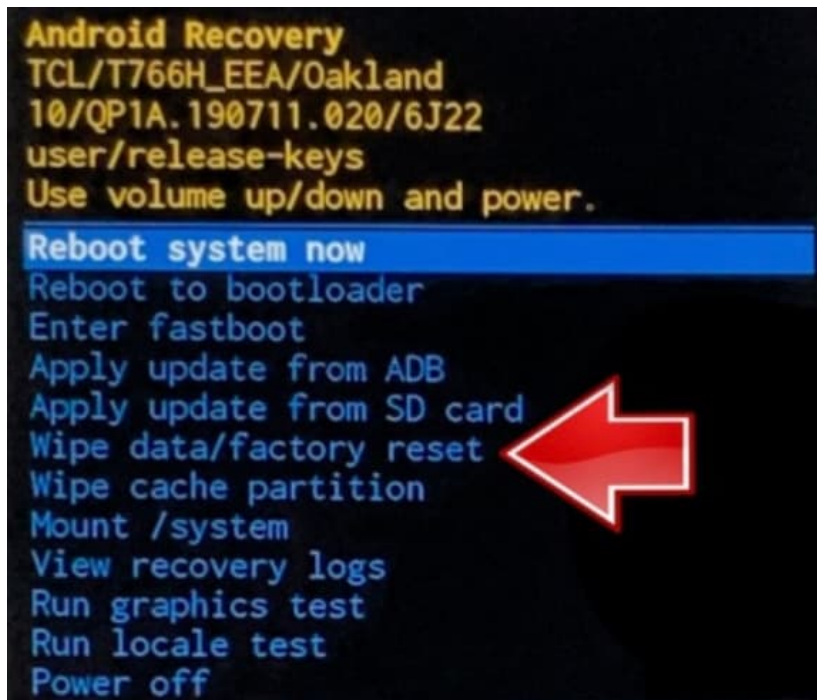 Android Recovery
TCL/T766H_EEA/Oakland
10/QP1A.190711.020/6J22
user/release-keys
Use volume up/down and power.
Reboot system now
Reboot to bootloader
Enter fastboot
Apply update from ADB
Apply update from SD card
Wipe data/factory reset
Wipe cache partition
Mount /system
View recovery logs
Run graphics test
Run locale test
Power off